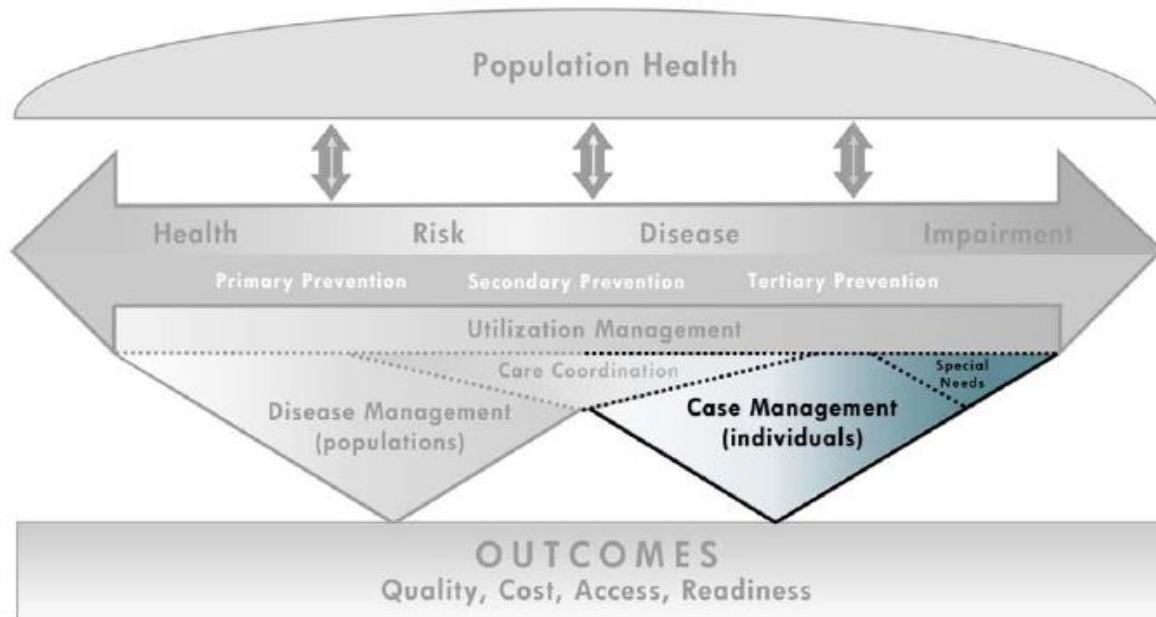 Population Health
Health Risk Disease Impairment
Primary Prevention Secondary Prevention Tertiary Prevention
Utilization Management
Care Coordination
Special
Needs
Disease Management
(populations)
Case Management
(individuals)
OUTCOMES
Quality, Cost, Access, Readiness